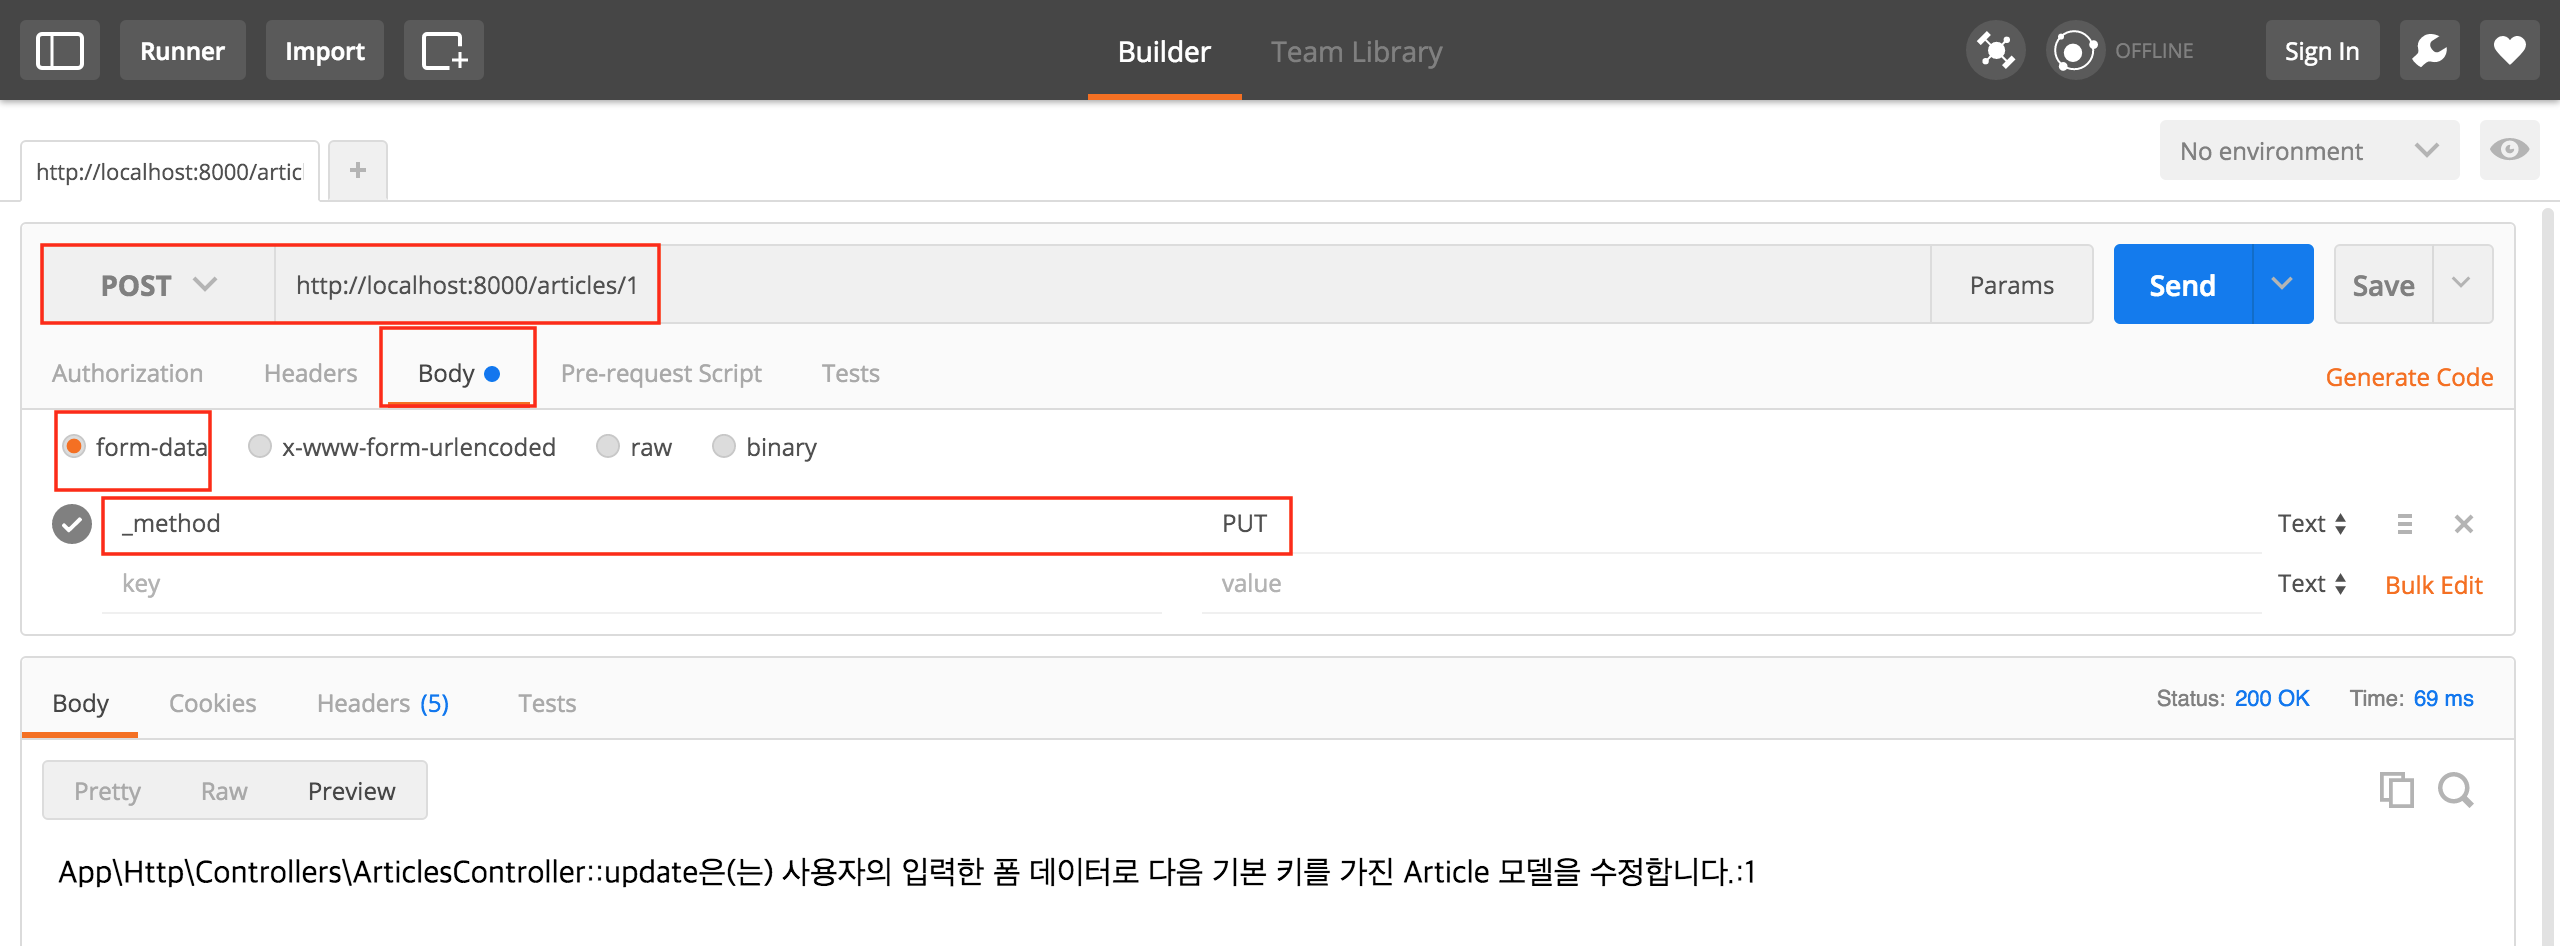 Runner Import Builder Team Library OFFLINE Sign In
http://localhost:8000/artic
No environment
POST http://localhost:8000/articles/1 Params Send Save
Authorization Headers Body Pre-request Script Tests Generate Code
form-data x-www-form-urlencoded raw binary
_method PUT Text
key value Text Bulk Edit
Body Cookies Headers (5) Tests Status: 200 OK Time: 69 ms
Pretty Raw Preview
App\Http\Controllers\ArticlesController::update은(는) 사용자의 입력한 폼 데이터로 다음 기본 키를 가진 Article 모델을 수정합니다.:1